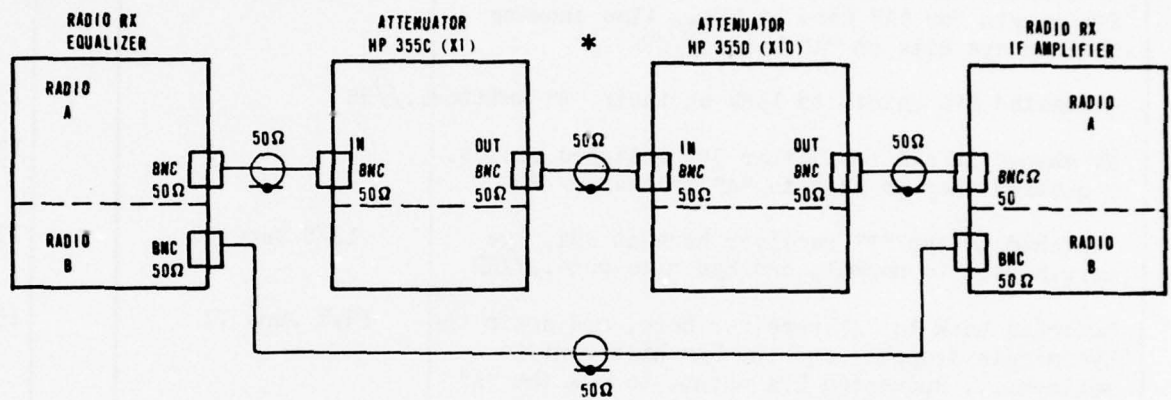 RADIO RX
EQUALIZER
ATTENUATOR
HP 355C (X1)
*
ATTENUATOR
HP 355D (X10)
RADIO RX
IF AMPLIFIER
RADIO
A
BNC
50Ω
RADIO
B
BNC
50Ω
50Ω
IN
BNC
50Ω
OUT
BNC
50Ω
50Ω
IN
BNC
50Ω
OUT
BNC
50Ω
50Ω
RADIO
A
BNCΩ
50
RADIO
B
BNC
50Ω
50Ω